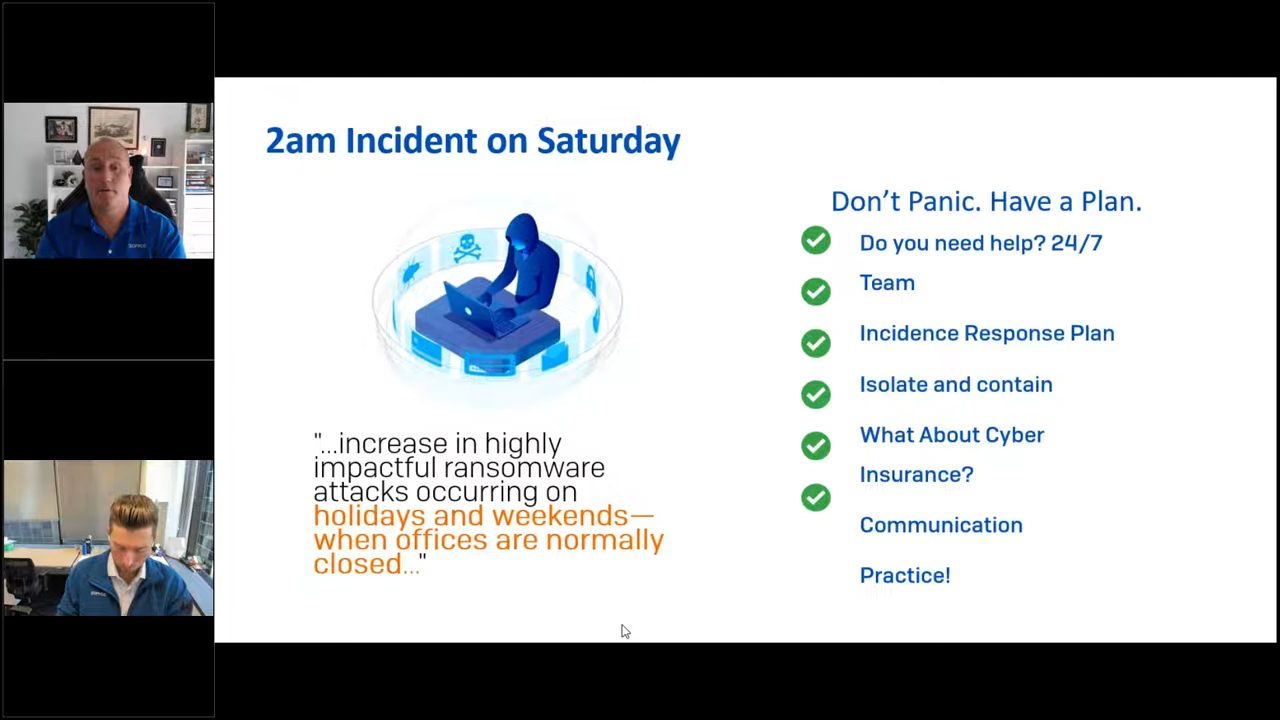 2am Incident on Saturday
"...increase in highly
impactful ransomware
attacks occurring on
holidays and weekends—
when offices are normally
closed..."
Don't Panic. Have a Plan.
Do you need help? 24/7
Team
Incidence Response Plan
Isolate and contain
What About Cyber
Insurance?
Communication
Practice!